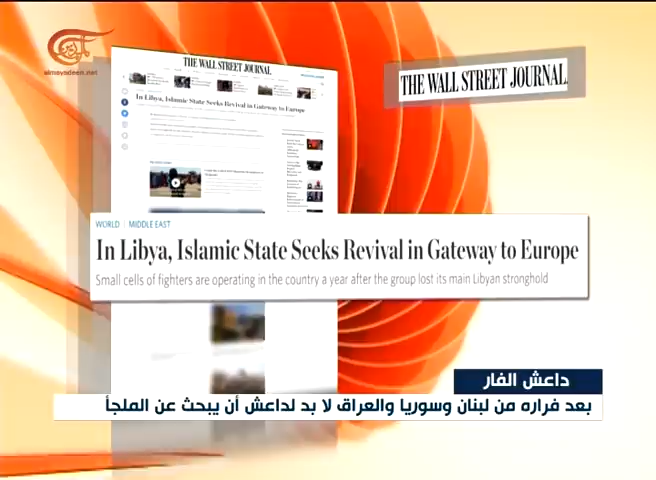 الميادين
almayadeen.net
THE WALL STREET JOURNAL
In Libya, Islamic State Seeks Revival in Gateway to Europe
THE WALL STREET JOURNAL
WORLD | MIDDLE EAST
In Libya, Islamic State Seeks Revival in Gateway to Europe
Small cells of fighters are operating in the country a year after the group lost its main Libyan stronghold
داعش الفار
بعد فراره من لبنان وسوريا والعراق لا بد لداعش أن يبحث عن الملجأ